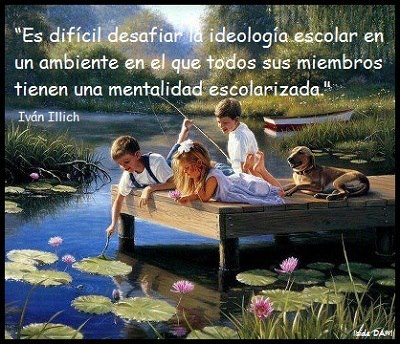 "Es difícil desafiar la ideología escolar en
un ambiente en el que todos sus miembros
tienen una mentalidad escolarizada."
Iván Illich